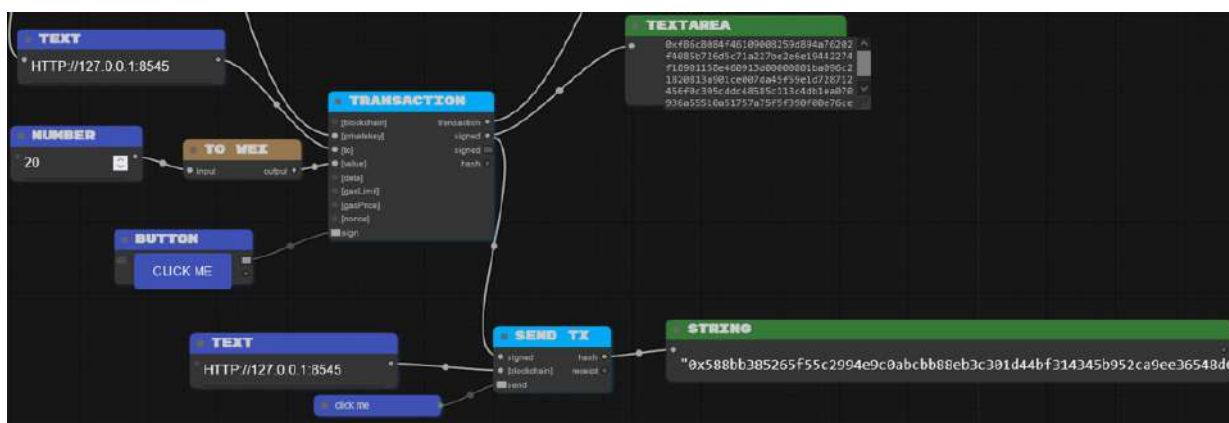 TEXT
HTTP://127.0.0.1:8545
NUMBER
20
TO WEI
input
output
BUTTON
CLICK ME
TRANSACTION
[blockchain]
transaction
[privatekey]
signed
[to]
signed
[value]
hash
[data]
[gasLimit]
[gasPrice]
[nonce]
sign
TEXTAREA
TEXT
HTTP://127.0.0.1:8545
click me
SEND TX
signed
hash
[blockchain]
receipt
send
STRING
"0x588bb385265f55c2994e9c0abcbb88eb3c301d44bf314345b952ca9ee36548d